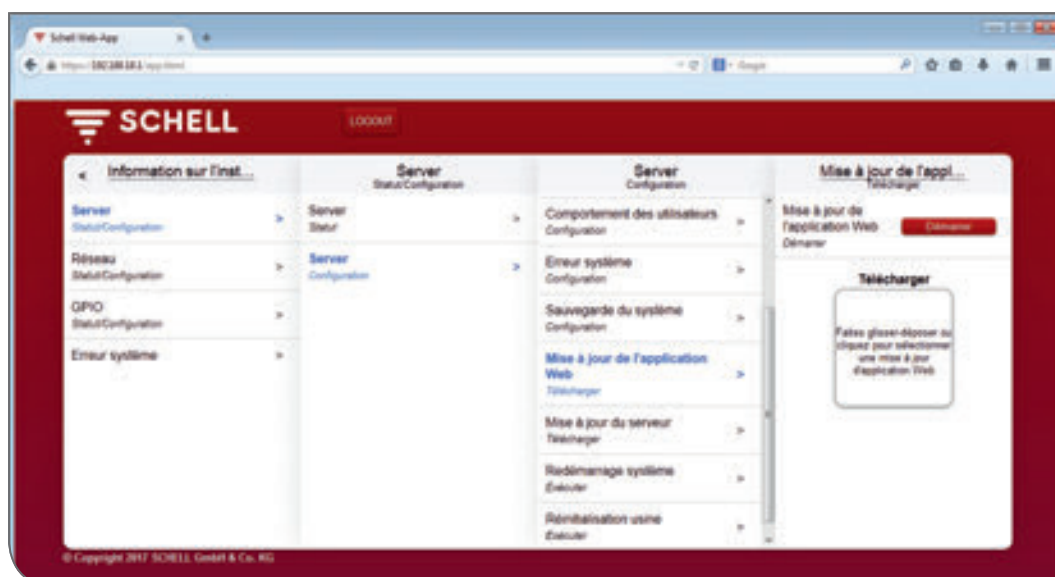 Schell Web-App
Google
SCHELL
LOGOUT
Information sur l'inst...
Server
Statut/Configuration
Réseau
Statut/Configuration
GPIO
Statut/Configuration
Erreur système
Server
Statut/Configuration
Server
Statut
Server
Configuration
Server
Configuration
Comportement des utilisateurs
Configuration
Erreur système
Configuration
Sauvegarde du système
Configuration
Mise à jour de l'application
Web
Télécharger
Mise à jour du serveur
Télécharger
Redémarrage système
Exécuter
Réinitialisation usine
Exécuter
Mise à jour de l'appl...
Télécharger
Mise à jour de
l'application Web
Démarrer
Démarrer
Télécharger
Faites glisser-déposer ou
cliquez pour sélectionner
une mise à jour
d'application Web
© Copyright 2017 SCHELL GmbH & Co. KG